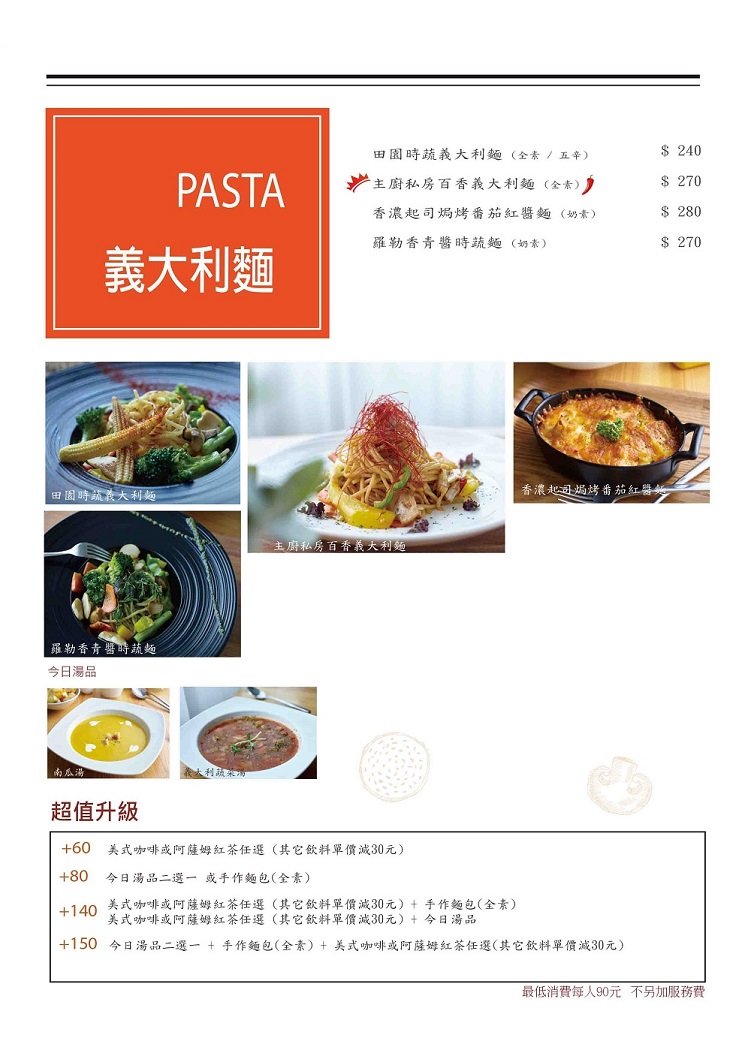 PASTA
義大利麵
田園時蔬義大利麵（全素 / 五辛） $ 240
主廚私房百香義大利麵（全素） $ 270
香濃起司焗烤番茄紅醬麵（奶素） $ 280
羅勒香青醬時蔬麵（奶素） $ 270
田園時蔬義大利麵
主廚私房百香義大利麵
香濃起司焗烤番茄紅醬麵
羅勒香青醬時蔬麵
今日湯品
南瓜湯
義大利蔬菜湯
超值升級
+60 美式咖啡或阿薩姆紅茶任選（其它飲料單價減30元）
+80 今日湯品二選一 或手作麵包(全素)
+140 美式咖啡或阿薩姆紅茶任選（其它飲料單價減30元）+ 手作麵包(全素)
美式咖啡或阿薩姆紅茶任選（其它飲料單價減30元）+ 今日湯品
+150 今日湯品二選一 + 手作麵包(全素) + 美式咖啡或阿薩姆紅茶任選(其它飲料單價減30元)
最低消費每人90元 不另加服務費